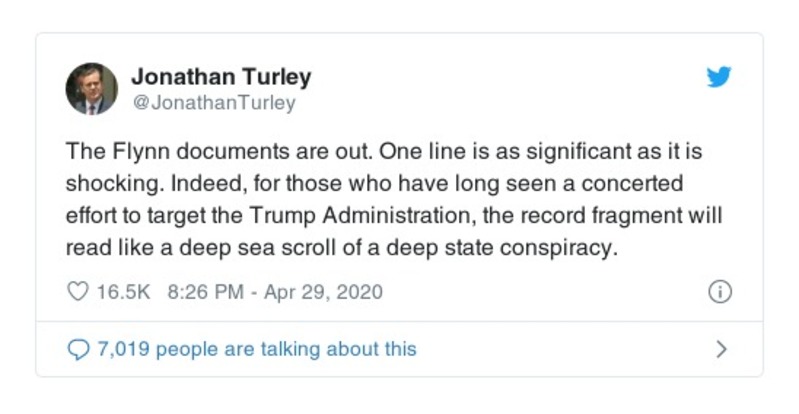 Jonathan Turley
@JonathanTurley
The Flynn documents are out. One line is as significant as it is
shocking. Indeed, for those who have long seen a concerted
effort to target the Trump Administration, the record fragment will
read like a deep sea scroll of a deep state conspiracy.
16.5K 8:26 PM - Apr 29, 2020
7,019 people are talking about this